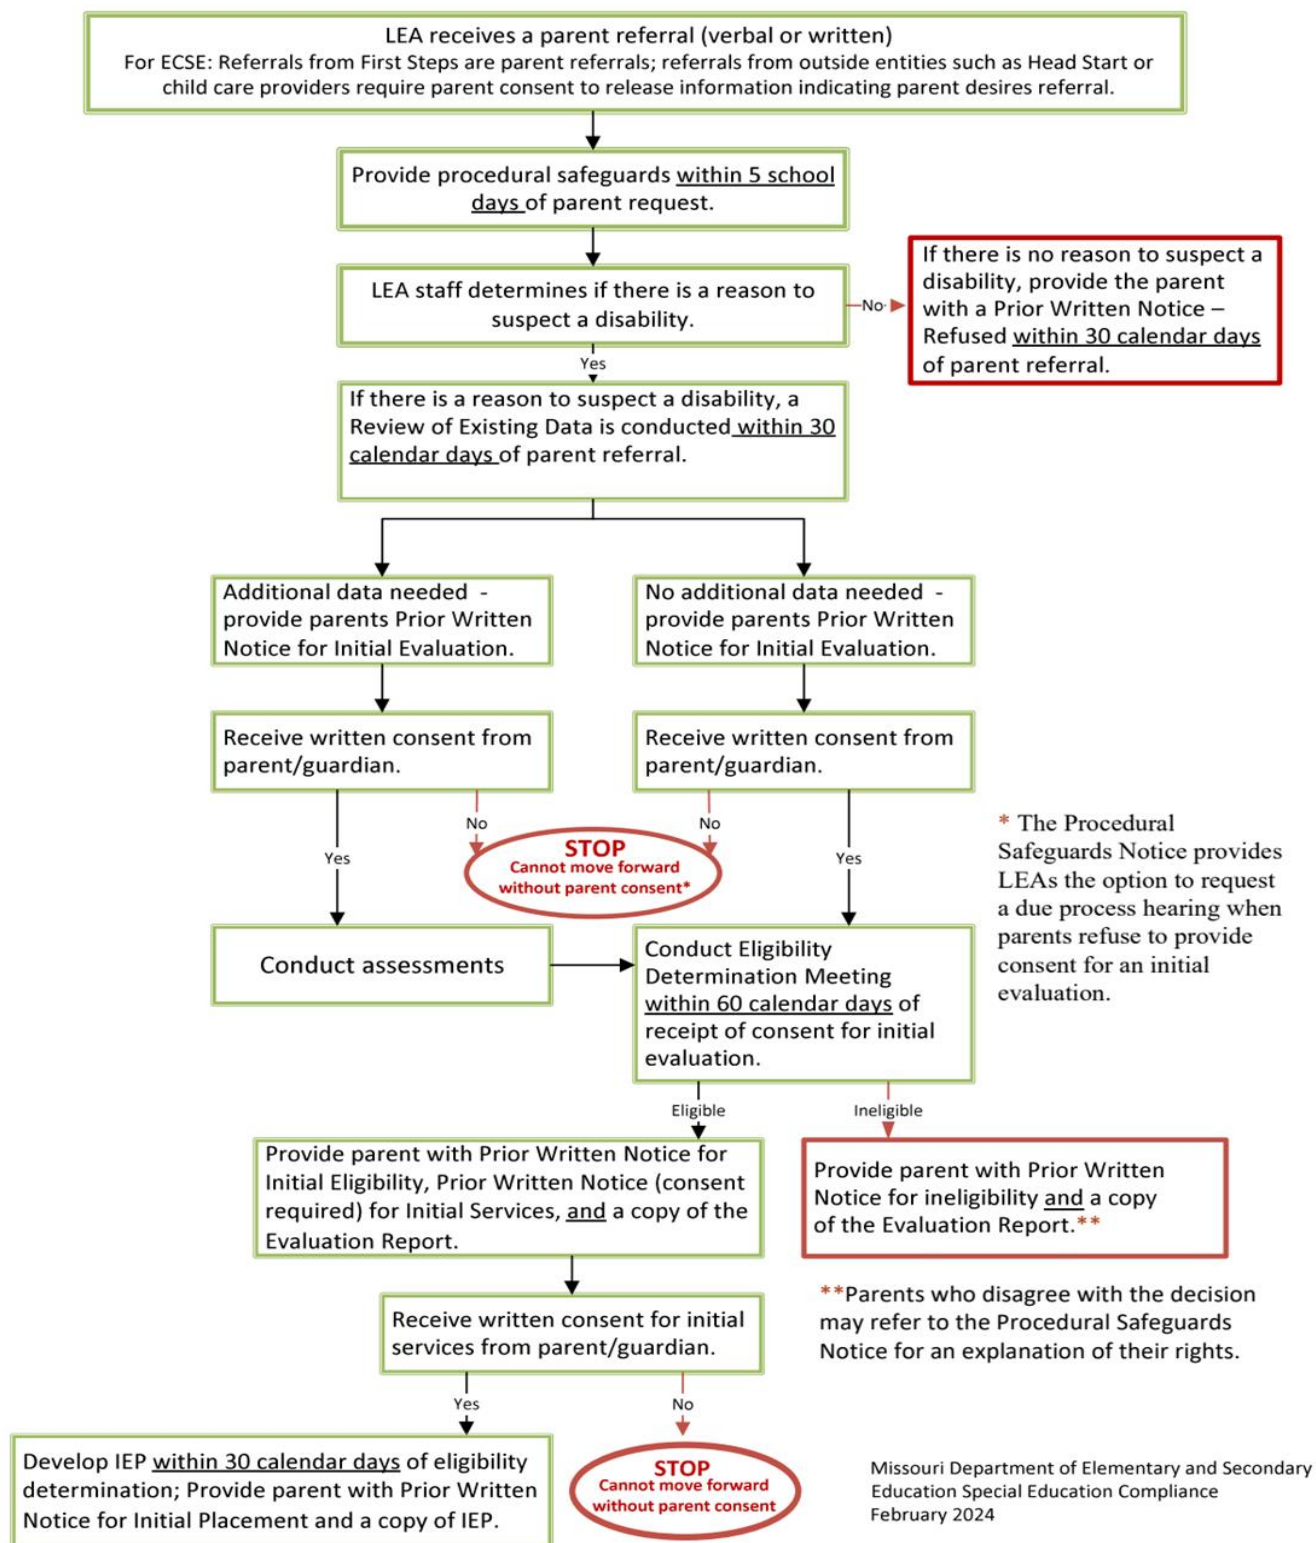 LEA receives a parent referral (verbal or written)
For ECSE: Referrals from First Steps are parent referrals; referrals from outside entities such as Head Start or
child care providers require parent consent to release information indicating parent desires referral.
Provide procedural safeguards within 5 school
days of parent request.
LEA staff determines if there is a reason to
suspect a disability.
No
If there is no reason to suspect a
disability, provide the parent
with a Prior Written Notice –
Refused within 30 calendar days
of parent referral.
Yes
If there is a reason to suspect a disability, a
Review of Existing Data is conducted within 30
calendar days of parent referral.
Additional data needed -
provide parents Prior Written
Notice for Initial Evaluation.
No additional data needed -
provide parents Prior Written
Notice for Initial Evaluation.
Receive written consent from
parent/guardian.
Receive written consent from
parent/guardian.
Yes
No
No
Yes
STOP
Cannot move forward
without parent consent*
* The Procedural
Safeguards Notice provides
LEAs the option to request
a due process hearing when
parents refuse to provide
consent for an initial
evaluation.
Conduct assessments
Conduct Eligibility
Determination Meeting
within 60 calendar days of
receipt of consent for initial
evaluation.
Eligible
Ineligible
Provide parent with Prior Written Notice for
Initial Eligibility, Prior Written Notice (consent
required) for Initial Services, and a copy of the
Evaluation Report.
Provide parent with Prior Written
Notice for ineligibility and a copy
of the Evaluation Report.**
**Parents who disagree with the decision
may refer to the Procedural Safeguards
Notice for an explanation of their rights.
Receive written consent for initial
services from parent/guardian.
Yes
No
Develop IEP within 30 calendar days of eligibility
determination; Provide parent with Prior Written
Notice for Initial Placement and a copy of IEP.
STOP
Cannot move forward
without parent consent
Missouri Department of Elementary and Secondary
Education Special Education Compliance
February 2024